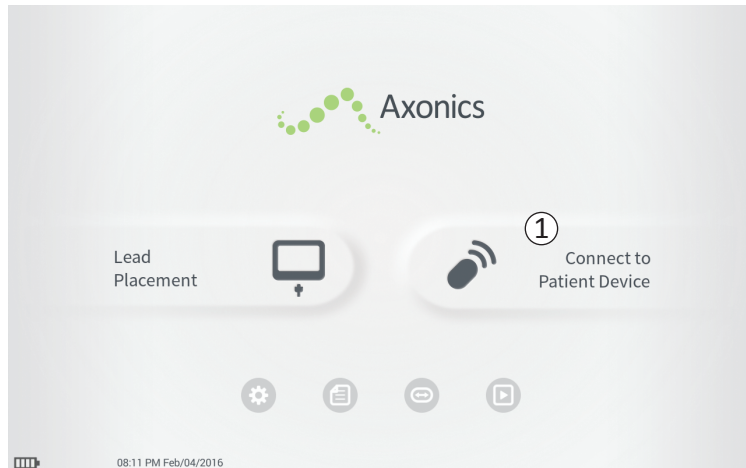 Axonics
Lead
Placement
①
Connect to
Patient Device
08:11 PM Feb/04/2016